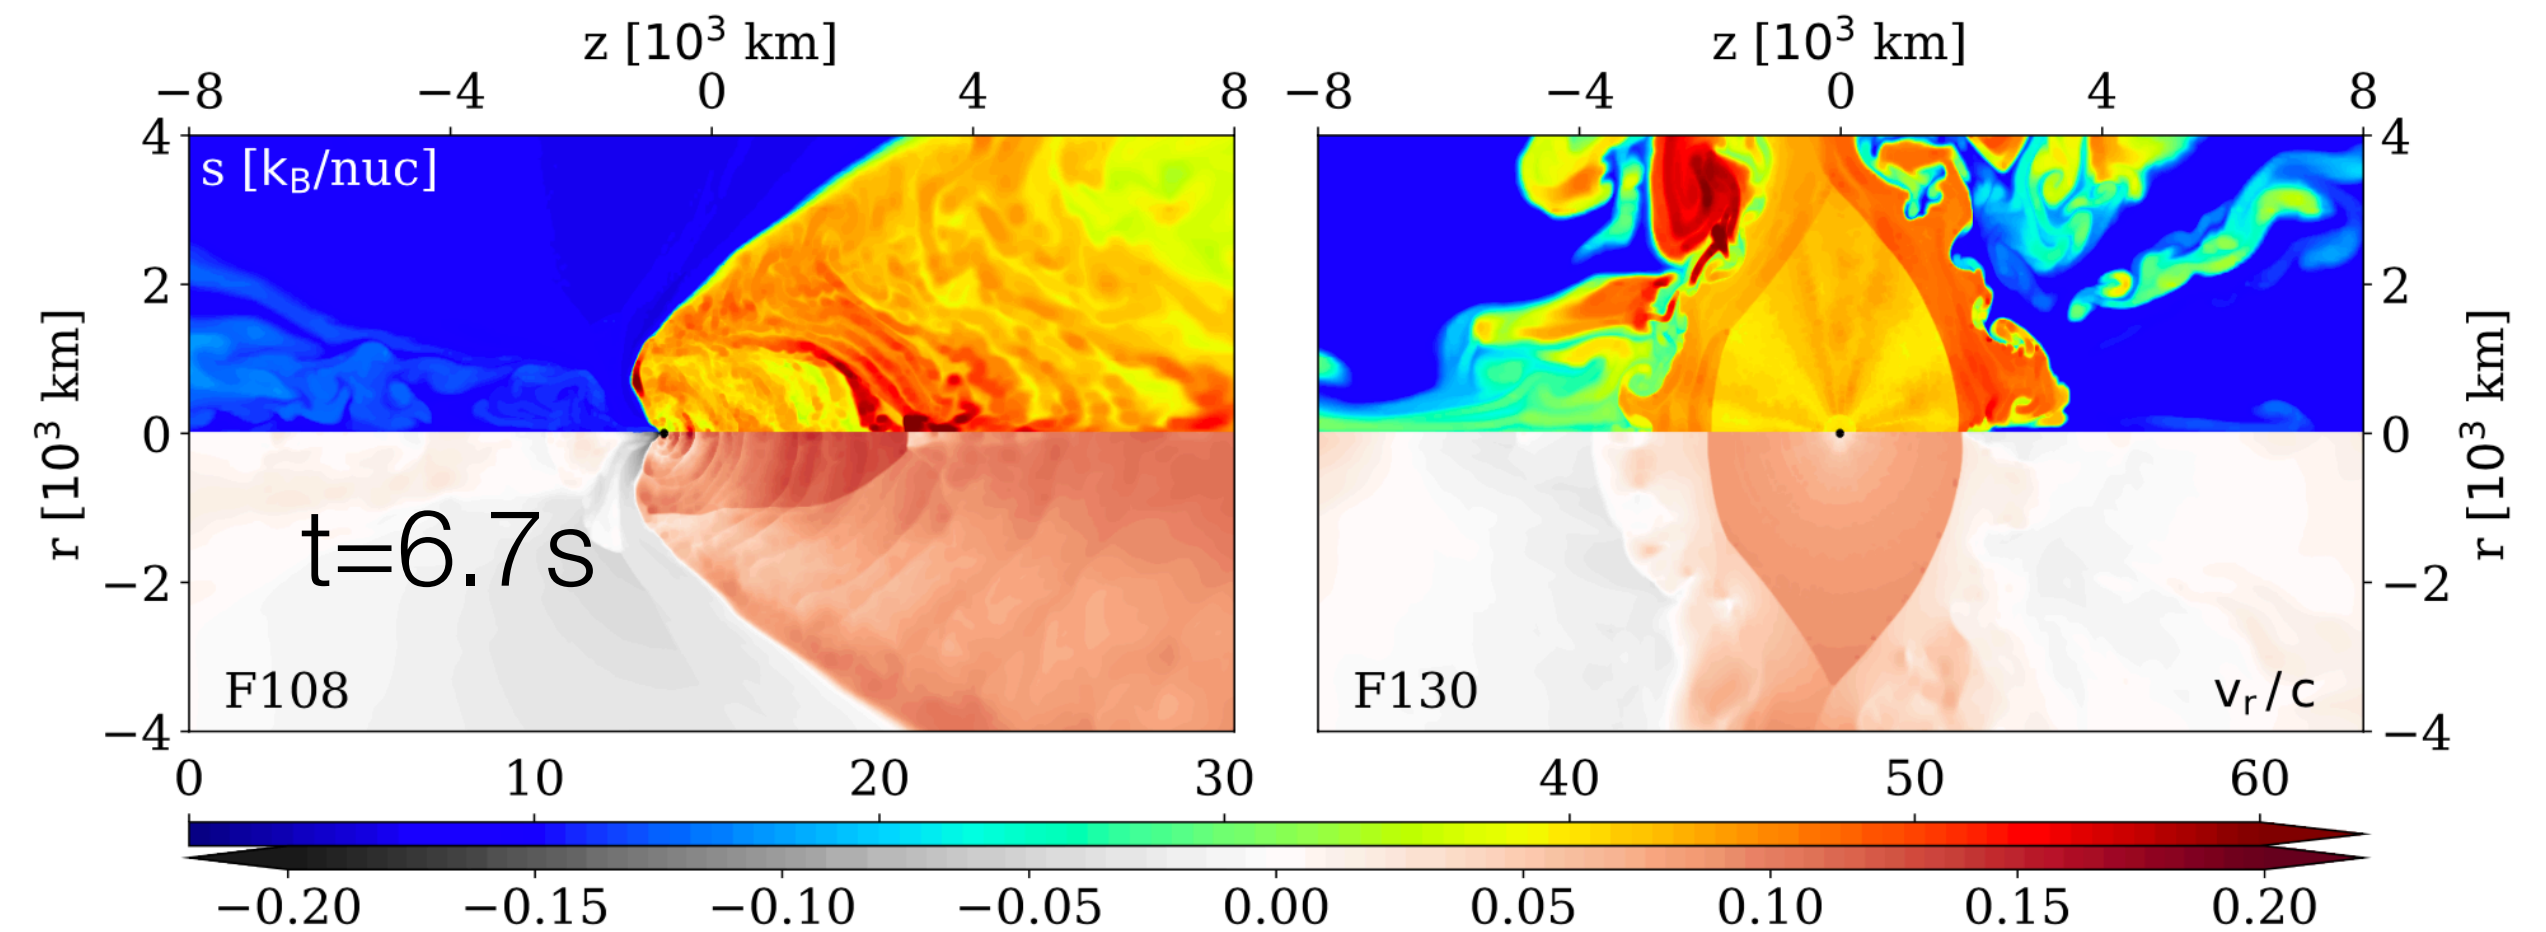 z [10³ km]
z [10³ km]
−8 −4 0 4 8
−8 −4 0 4 8
s [k_B/nuc]
4
2
0
−2
−4
r [10³ km]
t=6.7s
F108
F130
v_r / c
4
2
0
−2
−4
r [10³ km]
0 10 20 30 40 50 60
−0.20 −0.15 −0.10 −0.05 0.00 0.05 0.10 0.15 0.20